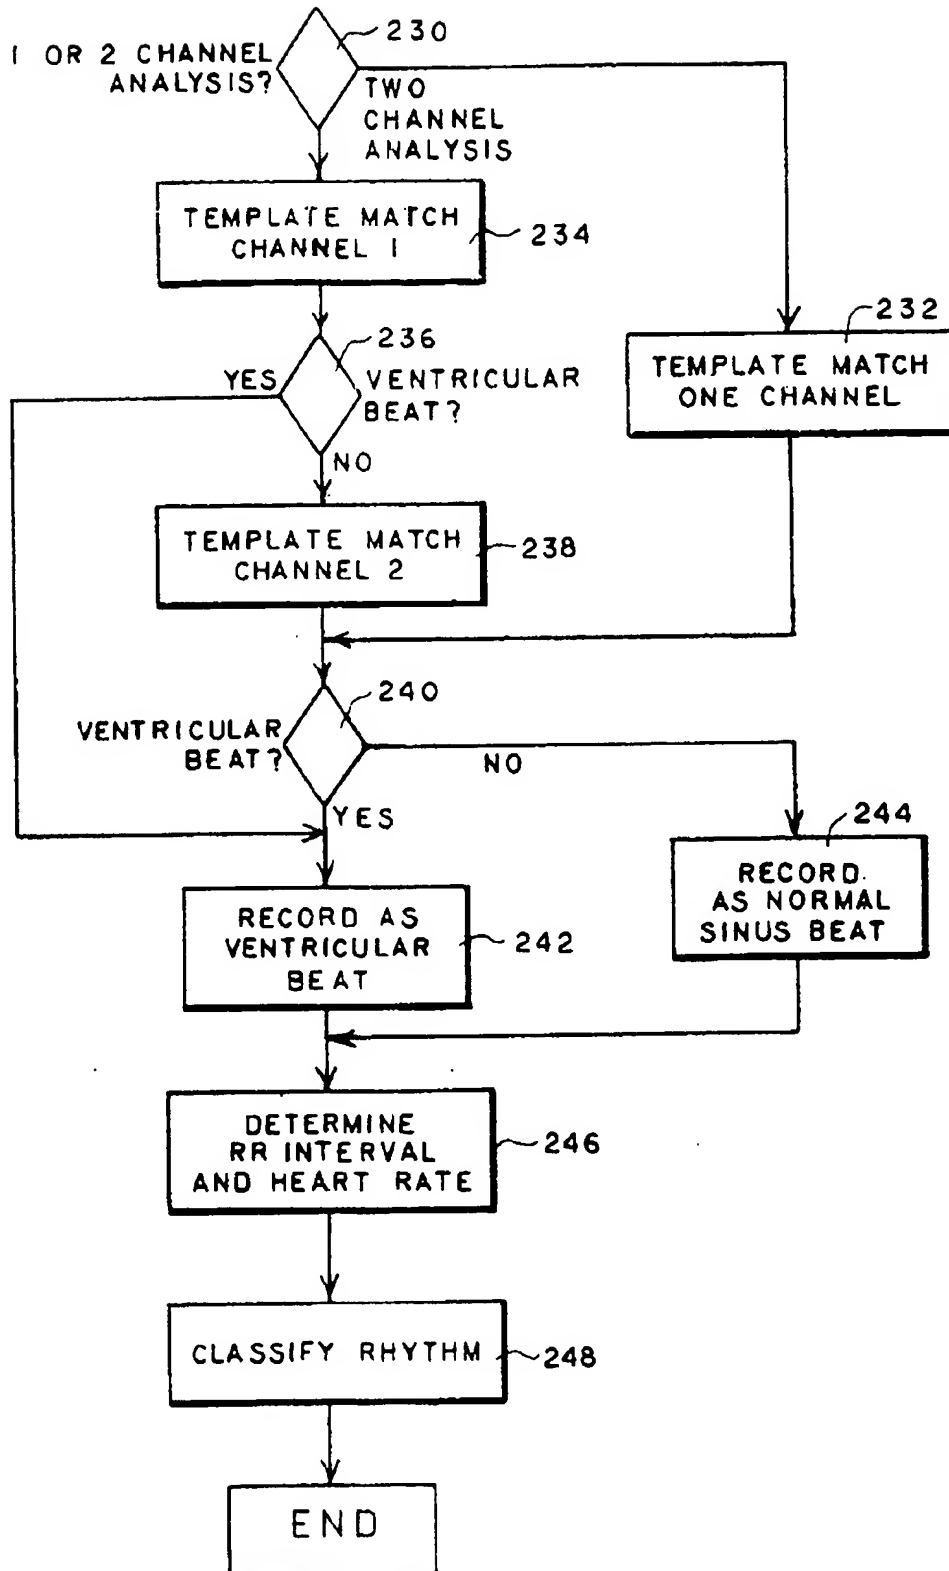 230
1 OR 2 CHANNEL
ANALYSIS?
TWO
CHANNEL
ANALYSIS
TEMPLATE MATCH
CHANNEL 1
234
232
TEMPLATE MATCH
ONE CHANNEL
236
YES
VENTRICULAR
BEAT?
NO
TEMPLATE MATCH
CHANNEL 2
238
240
VENTRICULAR
BEAT?
NO
YES
244
RECORD
AS NORMAL
SINUS BEAT
RECORD AS
VENTRICULAR
BEAT
242
DETERMINE
RR INTERVAL
AND HEART RATE
246
CLASSIFY RHYTHM
248
END